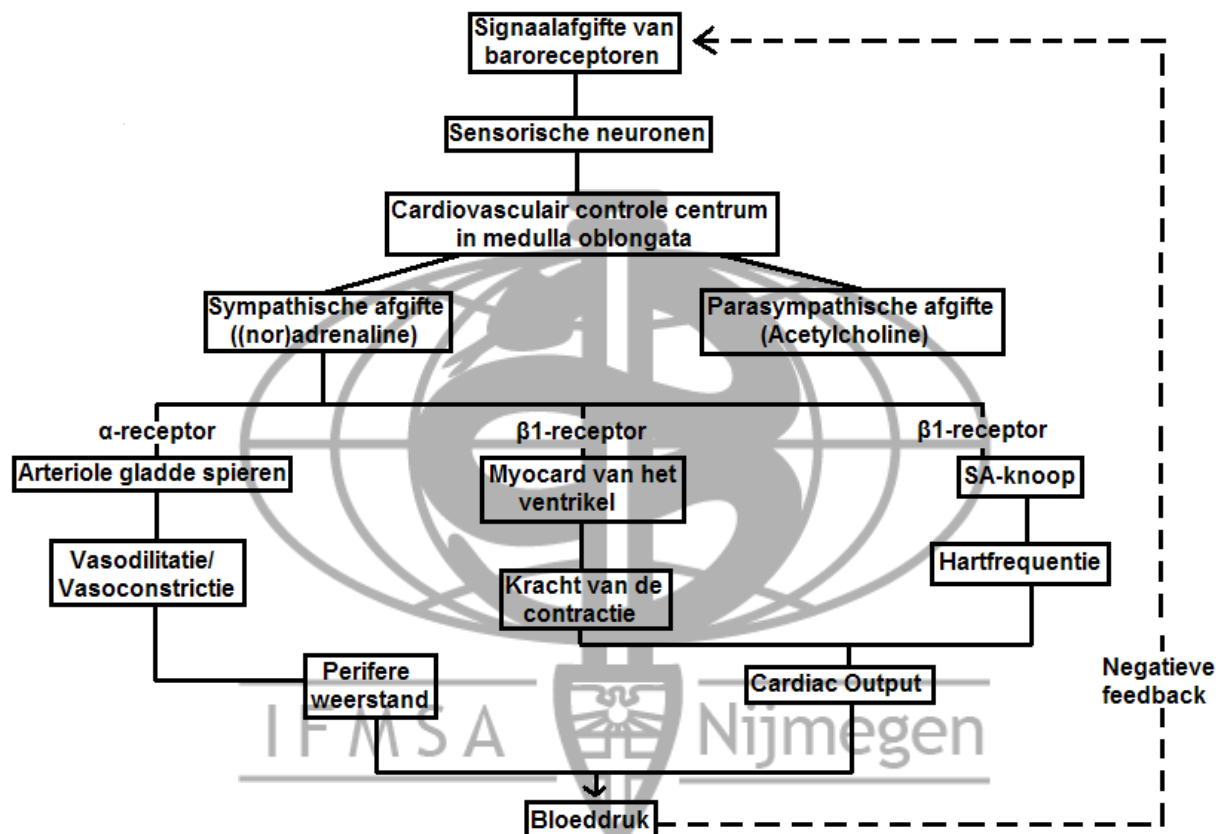 Signaalafgifte van
baroreceptoren
Sensorische neuronen
Cardiovasculair controle centrum
in medulla oblongata
Sympathische afgifte
((nor)adrenaline)
Parasympathische afgifte
(Acetylcholine)
α-receptor
β1-receptor
β1-receptor
Arteriole gladde spieren
Myocard van het
ventrikel
SA-knoop
Vasodilitatie/
Vasoconstrictie
Kracht van de
contractie
Hartfrequentie
Perifere
weerstand
Cardiac Output
Negatieve
feedback
IFMSA Nijmegen
Bloeddruk